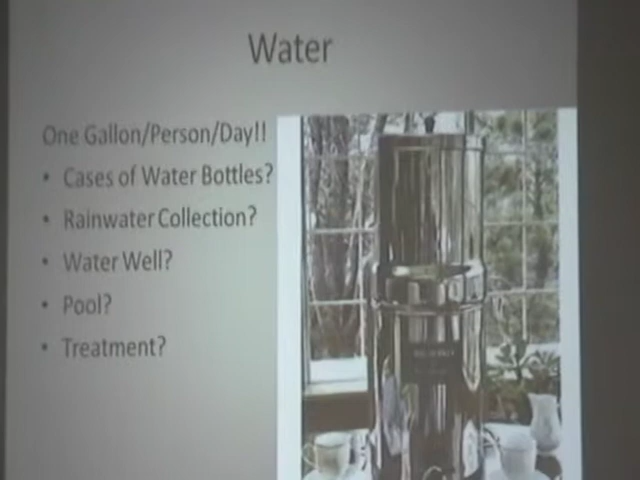 Water
One Gallon/Person/Day!!
• Cases of Water Bottles?
• Rainwater Collection?
• Water Well?
• Pool?
• Treatment?